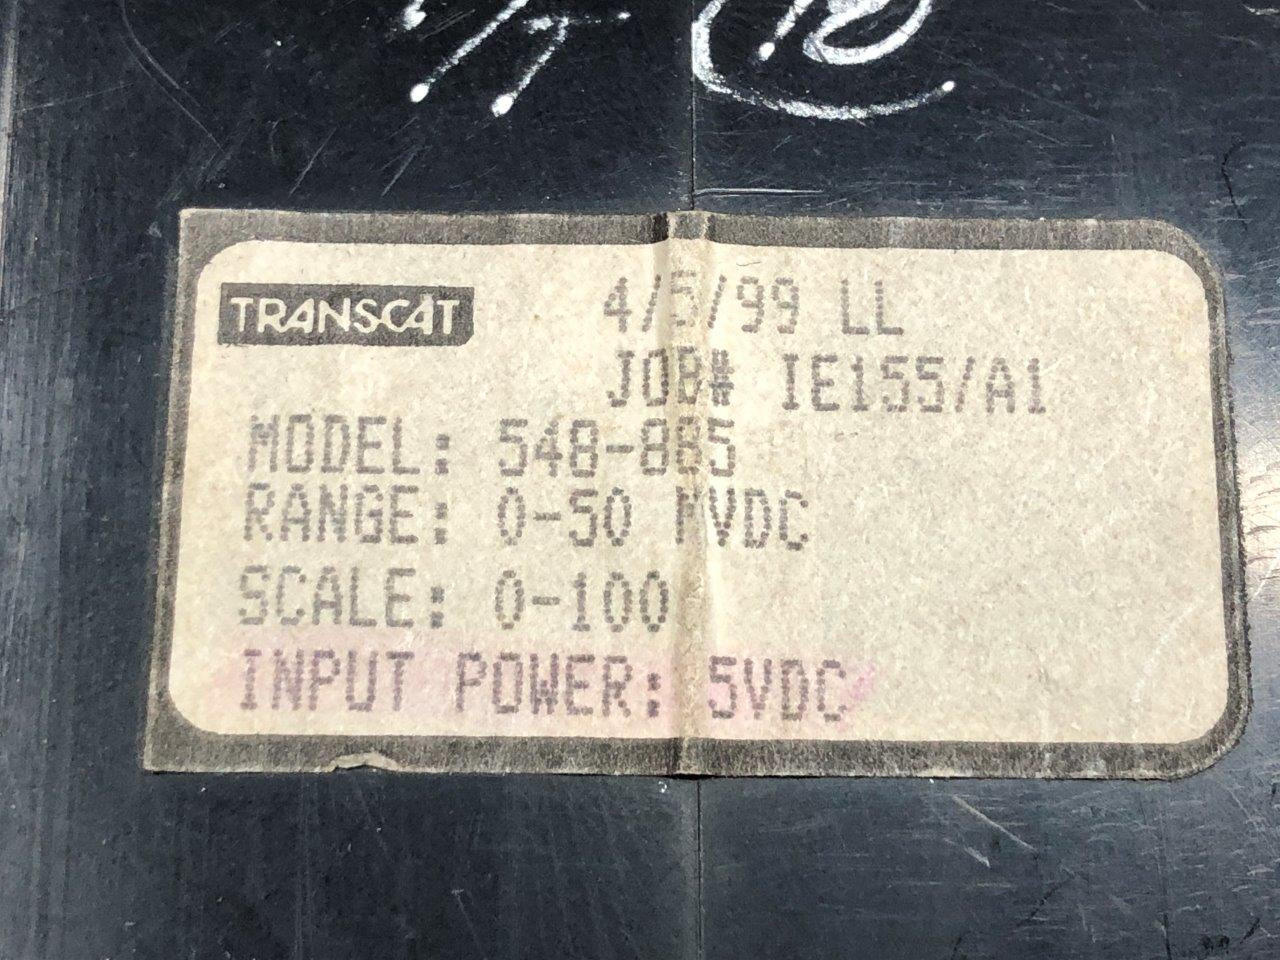 TRANSCAT
4/5/99 LL
JOB# IE155/A1
MODEL: 548-885
RANGE: 0-50 MVDC
SCALE: 0-100
INPUT POWER: 5VDC